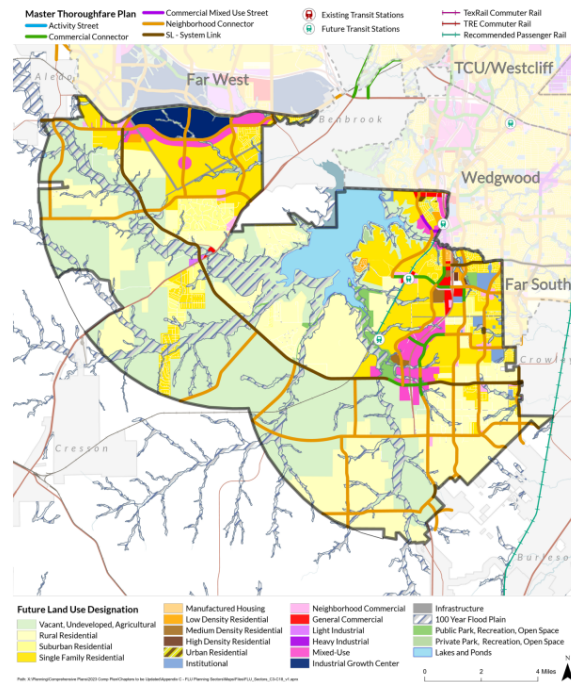 Master Thoroughfare Plan
Activity Street
Commercial Connector
Commercial Mixed Use Street
Neighborhood Connector
SL - System Link
Existing Transit Stations
Future Transit Stations
TexRail Commuter Rail
TRE Commuter Rail
Recommended Passenger Rail
Aledo
Far West
TCU/Westcliff
Benbrook
Wedgwood
Far South
Crowley
Cresson
Burleson
Future Land Use Designation
Vacant, Undeveloped, Agricultural
Rural Residential
Suburban Residential
Single Family Residential
Manufactured Housing
Low Density Residential
Medium Density Residential
High Density Residential
Urban Residential
Institutional
Neighborhood Commercial
General Commercial
Light Industrial
Heavy Industrial
Mixed-Use
Industrial Growth Center
Infrastructure
100 Year Flood Plain
Public Park, Recreation, Open Space
Private Park, Recreation, Open Space
Lakes and Ponds
N
0 2 4 Miles